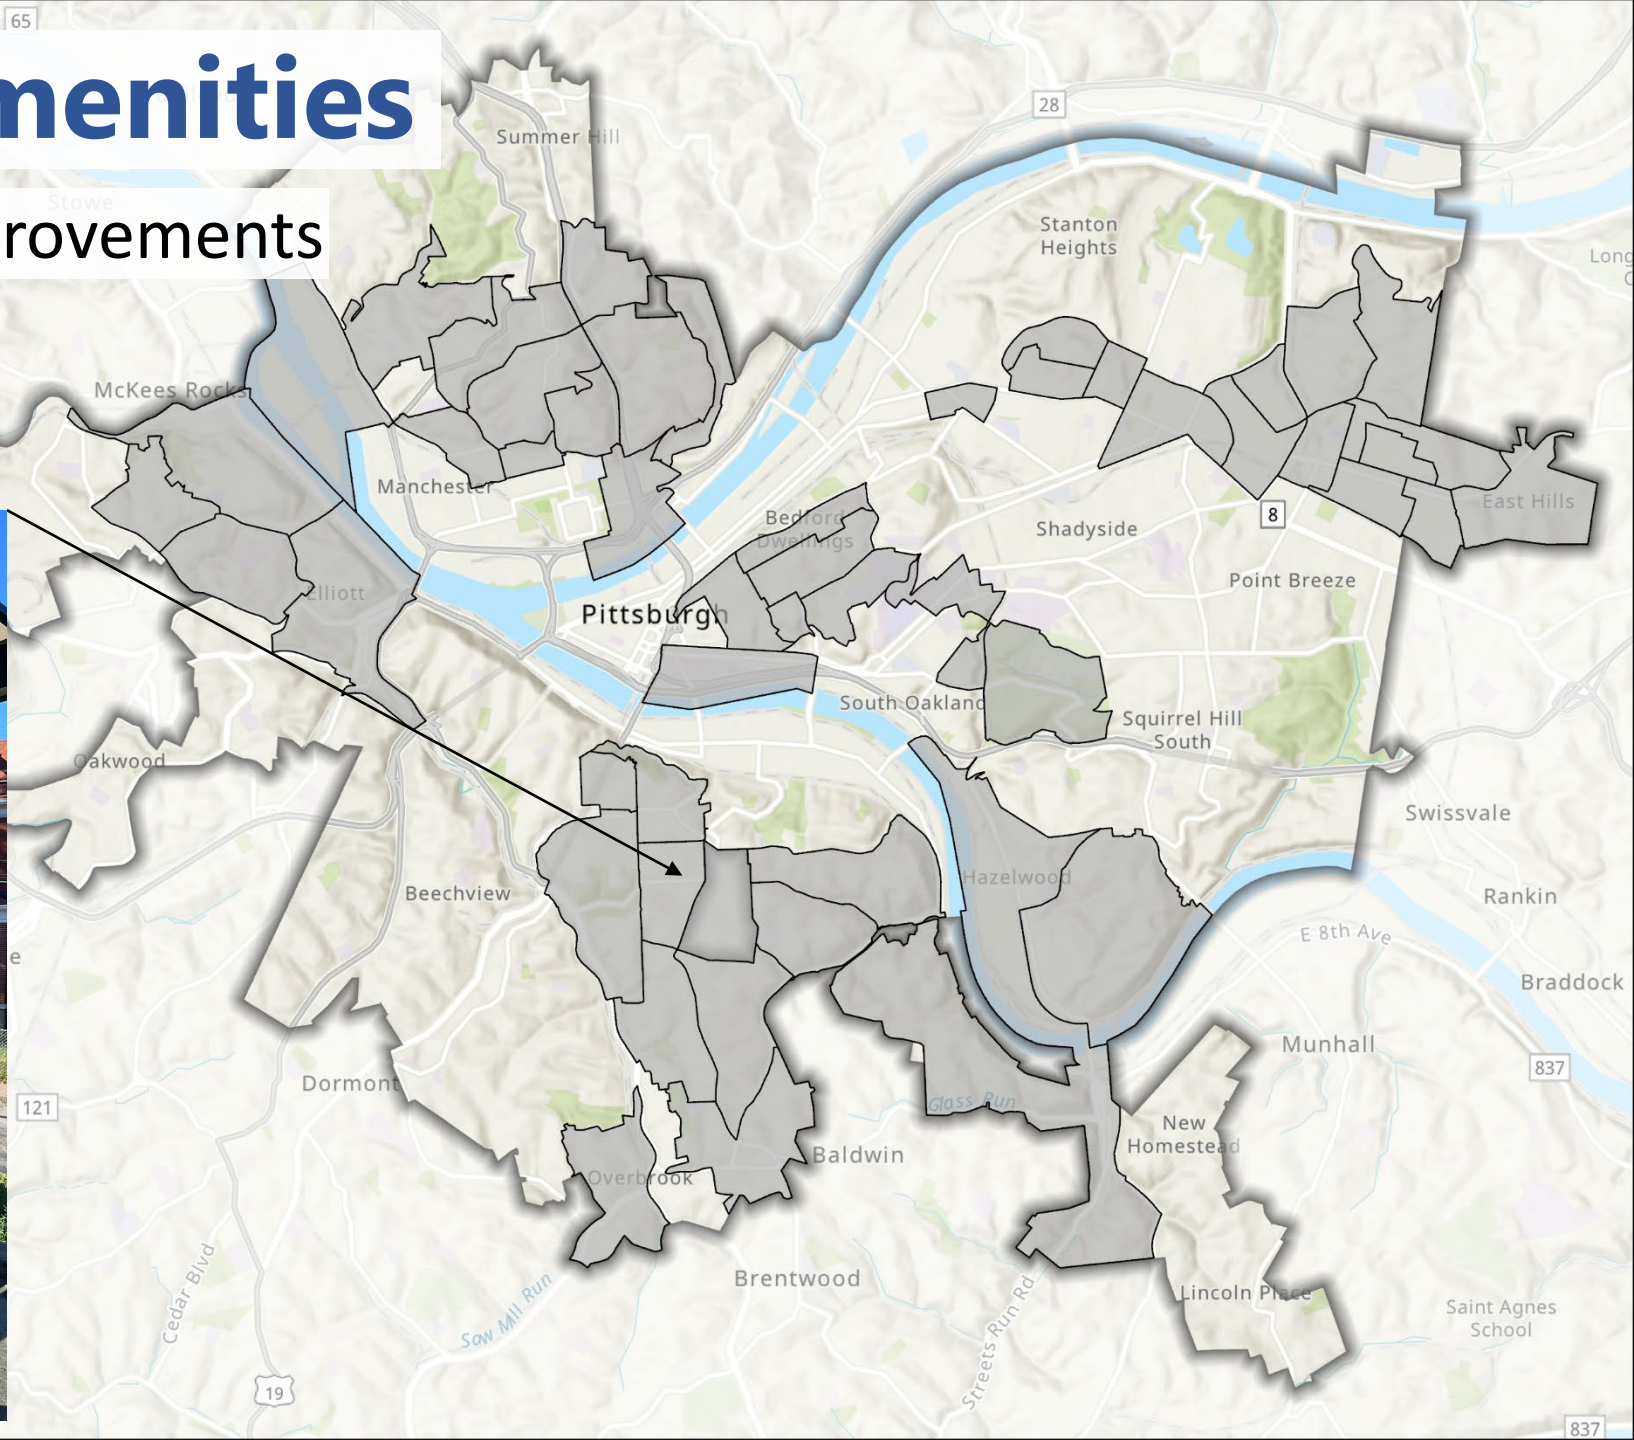 65
menities
28
Summer Hill
Stowe
rovements
Stanton
Heights
Long
McKees Rocks
Manchester
Bedford
Dwellings
Shadyside
8
East Hills
Elliott
Point Breeze
Pittsburgh
South Oakland
Squirrel Hill
South
Oakwood
Swissvale
Beechview
Hazelwood
Rankin
E 8th Ave
e
Braddock
Munhall
837
Dormont
121
Glass Run
New
Homestead
Baldwin
Overbrook
Cedar Blvd
Saw Mill Run
Brentwood
Streets Run Rd
Lincoln Place
Saint Agnes
School
19
837